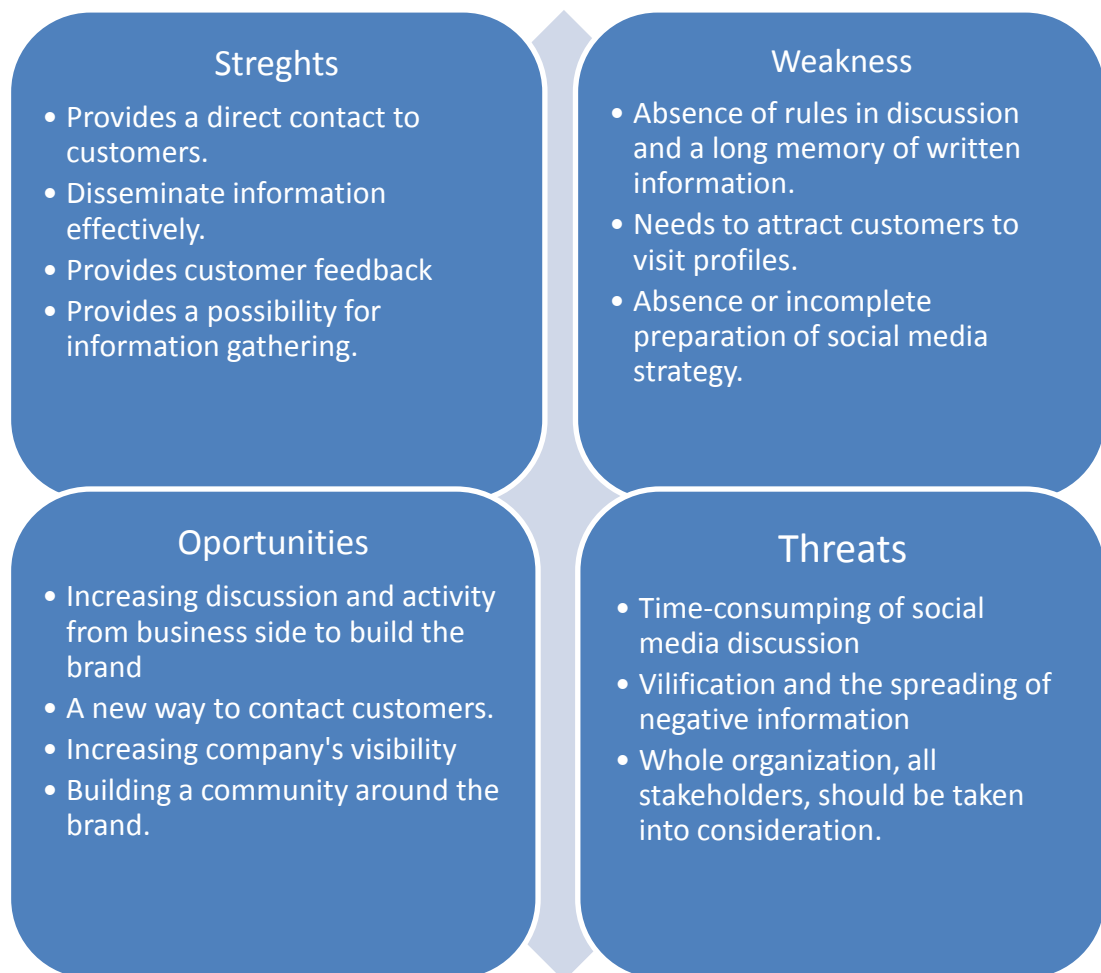 Streghts
• Provides a direct contact to
customers.
• Disseminate information
effectively.
• Provides customer feedback
• Provides a possibility for
information gathering.
Weakness
• Absence of rules in discussion
and a long memory of written
information.
• Needs to attract customers to
visit profiles.
• Absence or incomplete
preparation of social media
strategy.
Oportunities
• Increasing discussion and activity
from business side to build the
brand
• A new way to contact customers.
• Increasing company's visibility
• Building a community around the
brand.
Threats
• Time-consumping of social
media discussion
• Vilification and the spreading of
negative information
• Whole organization, all
stakeholders, should be taken
into consideration.